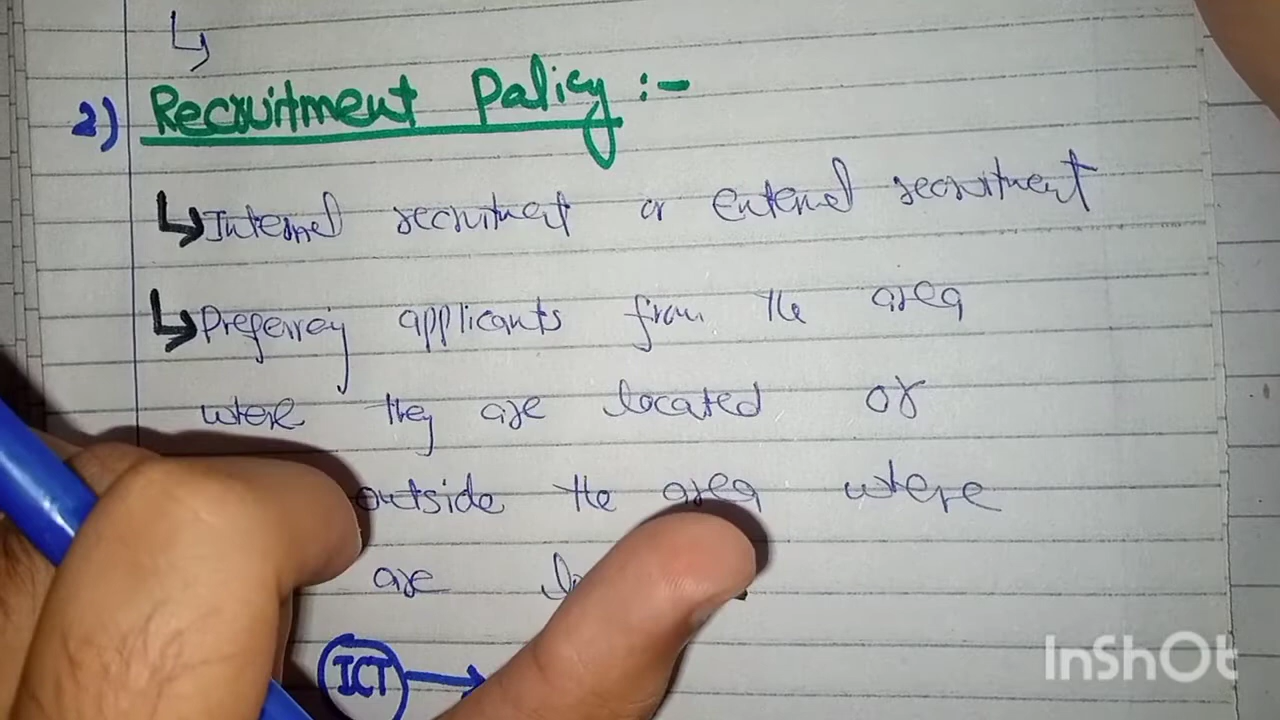 2) Recruitment Policy :-
↳ Internal recruitment or external recruitment
↳ Preferring applicants from the area
where they are located or
outside the area where
are
ICT →
InShOt